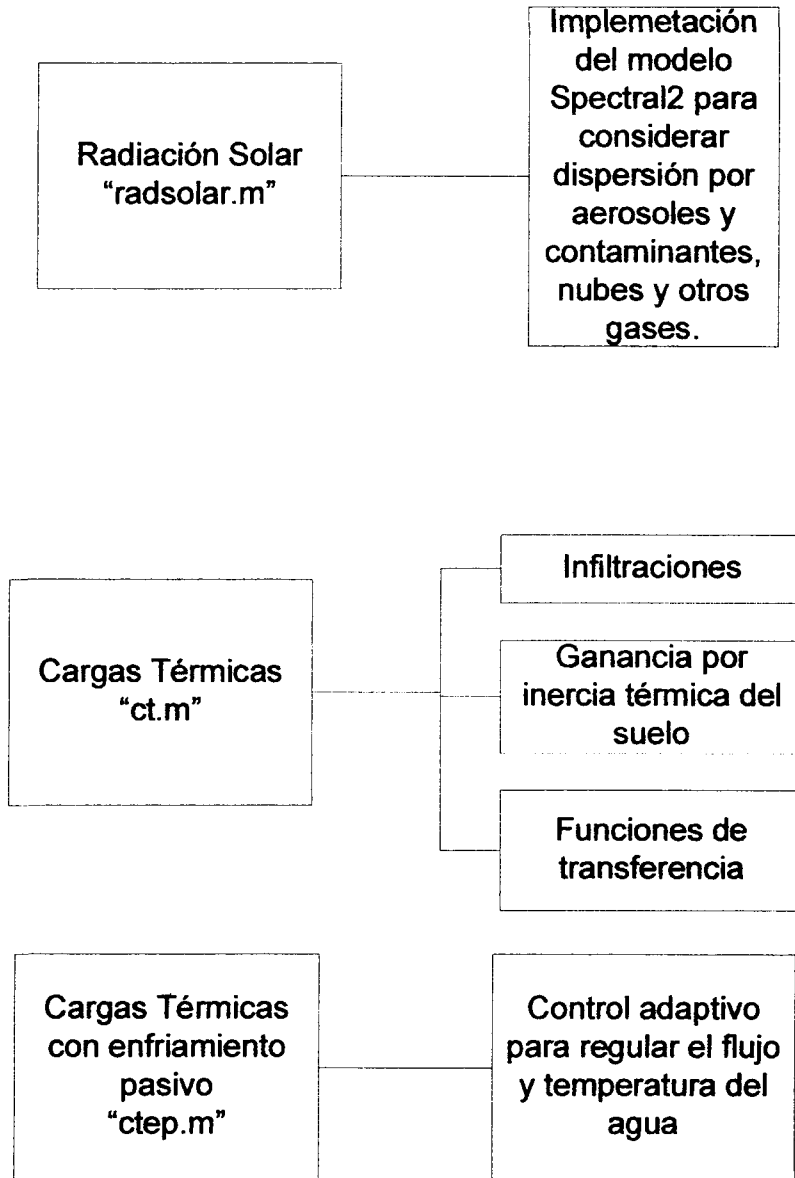 Radiación Solar
“radsolar.m”
Implemetación
del modelo
Spectral2 para
considerar
dispersión por
aerosoles y
contaminantes,
nubes y otros
gases.
Cargas Térmicas
“ct.m”
Infiltraciones
Ganancia por
inercia térmica del
suelo
Funciones de
transferencia
Cargas Térmicas
con enfriamiento
pasivo
“ctep.m”
Control adaptivo
para regular el flujo
y temperatura del
agua